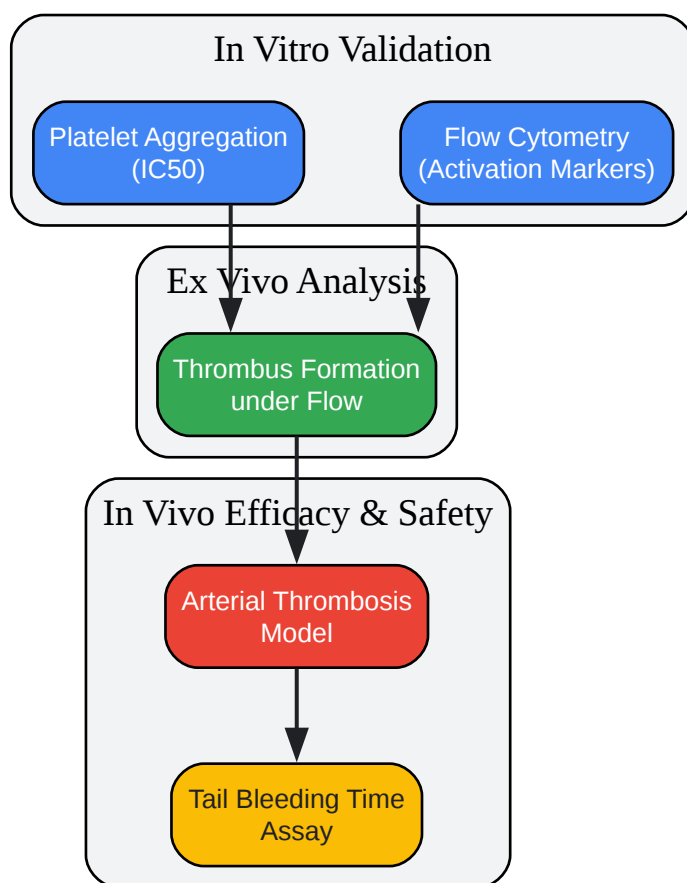 In Vitro Validation
Platelet Aggregation
(IC50)
Flow Cytometry
(Activation Markers)
Ex Vivo Analysis
Thrombus Formation
under Flow
In Vivo Efficacy & Safety
Arterial Thrombosis
Model
Tail Bleeding Time
Assay